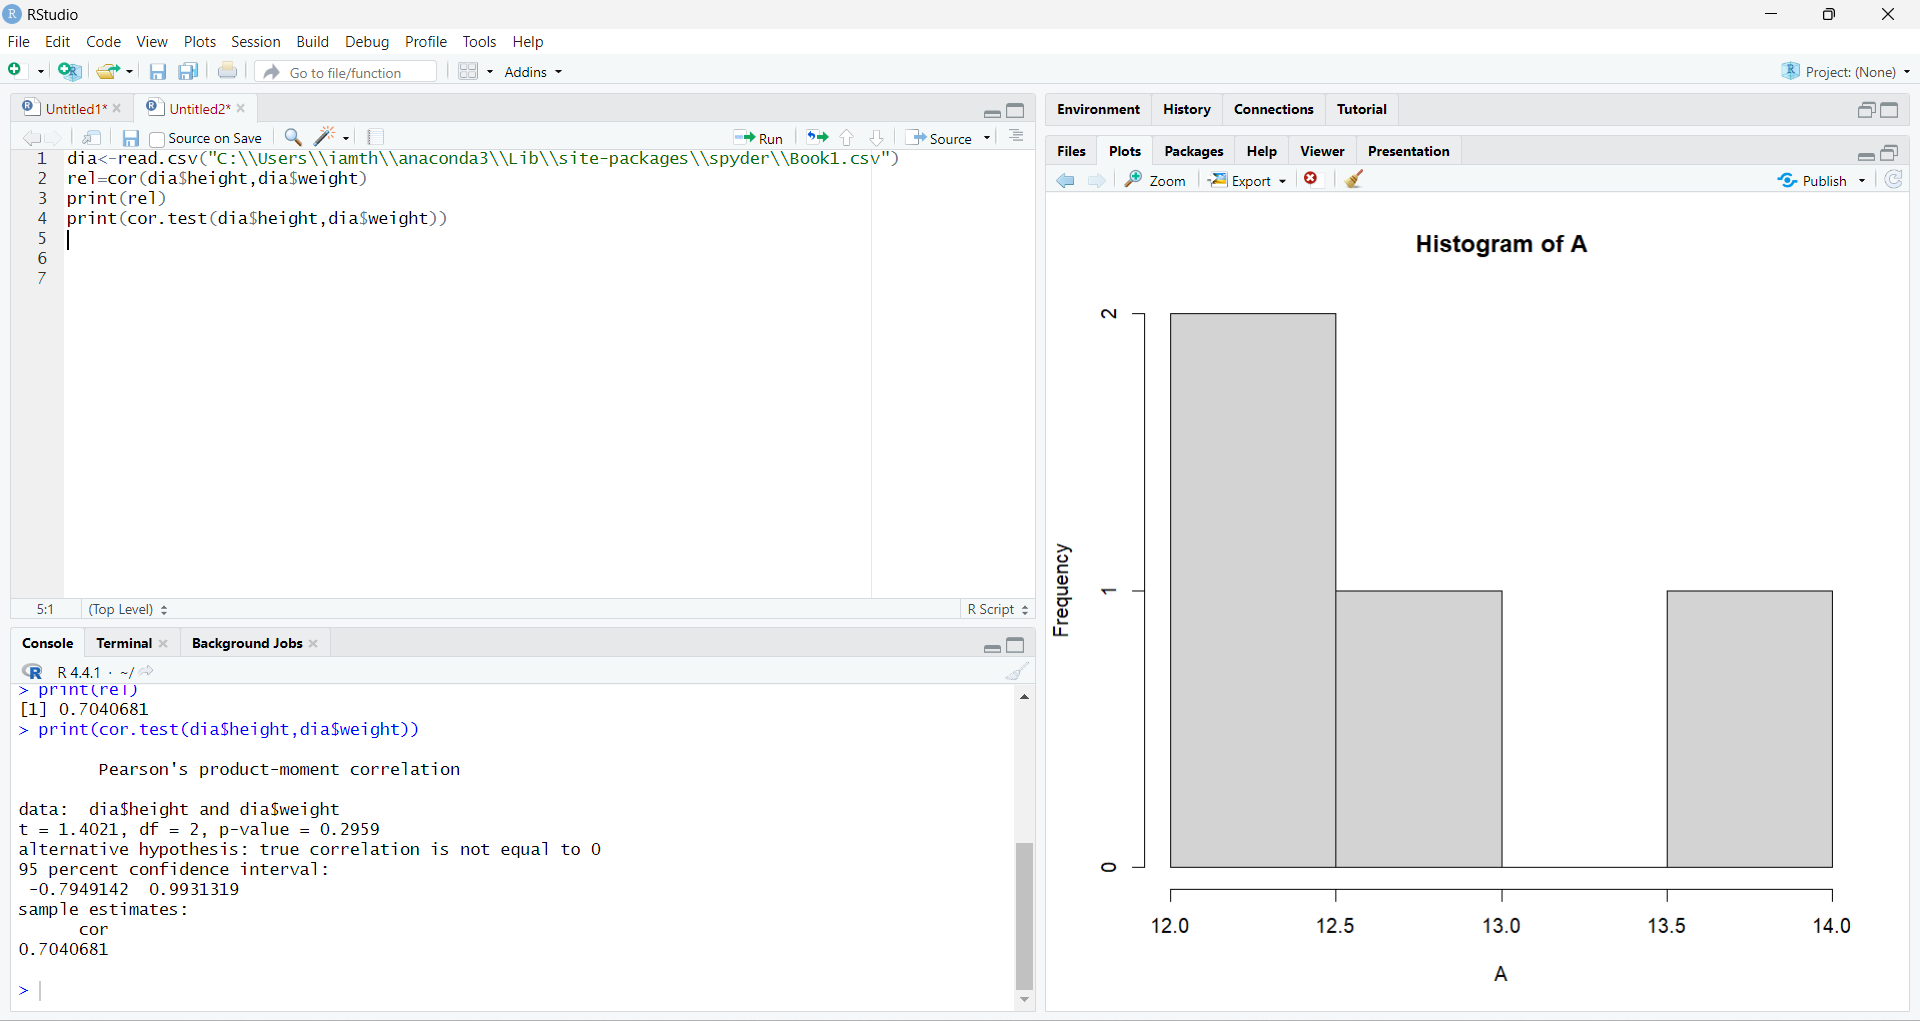 RStudio
File Edit Code View Plots Session Build Debug Profile Tools Help
Go to file/function Addins Project: (None)
Untitled1* Untitled2*
Source on Save Run Source
1 dia<-read.csv("C:\\Users\\iamth\\anaconda3\\Lib\\site-packages\\spyder\\Book1.csv")
2 rel=cor(dia$height,dia$weight)
3 print(rel)
4 print(cor.test(dia$height,dia$weight))
5
6
7
5:1 (Top Level) R Script
Console Terminal Background Jobs
R 4.4.1 · ~/
> print(rel)
[1] 0.7040681
> print(cor.test(dia$height,dia$weight))
Pearson's product-moment correlation
data: dia$height and dia$weight
t = 1.4021, df = 2, p-value = 0.2959
alternative hypothesis: true correlation is not equal to 0
95 percent confidence interval:
-0.7949142 0.9931319
sample estimates:
cor
0.7040681
>
Environment History Connections Tutorial
Files Plots Packages Help Viewer Presentation
Zoom Export Publish
Histogram of A
Frequency
2
1
0
12.0 12.5 13.0 13.5 14.0
A